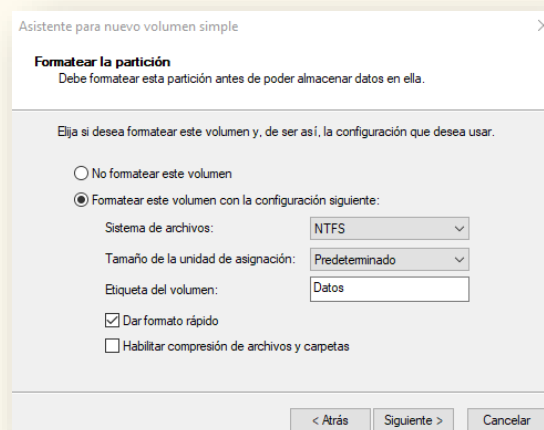 Asistente para nuevo volumen simple
Formatear la partición
Debe formatear esta partición antes de poder almacenar datos en ella.
Elija si desea formatear este volumen y, de ser así, la configuración que desea usar.
No formatear este volumen
Formatear este volumen con la configuración siguiente:
Sistema de archivos: NTFS
Tamaño de la unidad de asignación: Predeterminado
Etiqueta del volumen: Datos
Dar formato rápido
Habilitar compresión de archivos y carpetas
< Atrás Siguiente > Cancelar